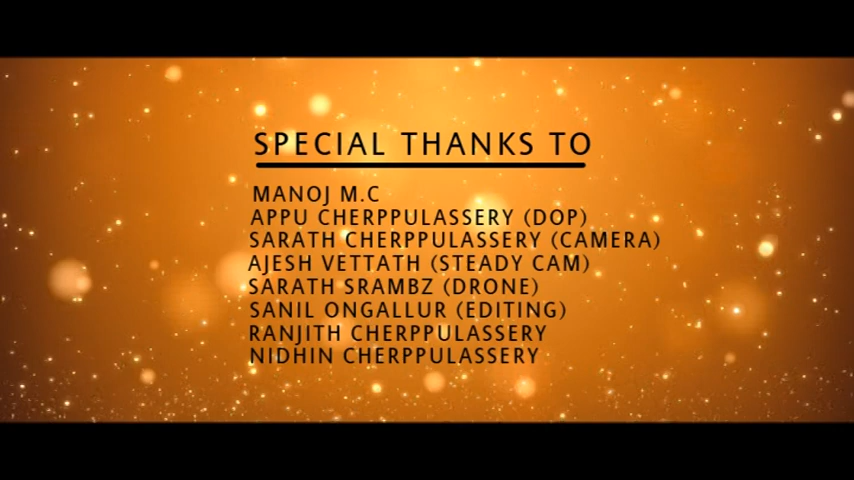 SPECIAL THANKS TO
MANOJ M.C
APPU CHERPPULASSERY (DOP)
SARATH CHERPPULASSERY (CAMERA)
AJESH VETTATH (STEADY CAM)
SARATH SRAMBZ (DRONE)
SANIL ONGALLUR (EDITING)
RANJITH CHERPPULASSERY
NIDHIN CHERPPULASSERY